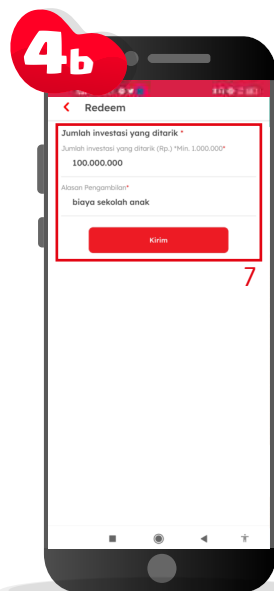 4b
Redeem
Jumlah investasi yang ditarik *
Jumlah investasi yang ditarik (Rp.) *Min. 1.000.000*
100.000.000
Alasan Pengambilan*
biaya sekolah anak
Kirim
7